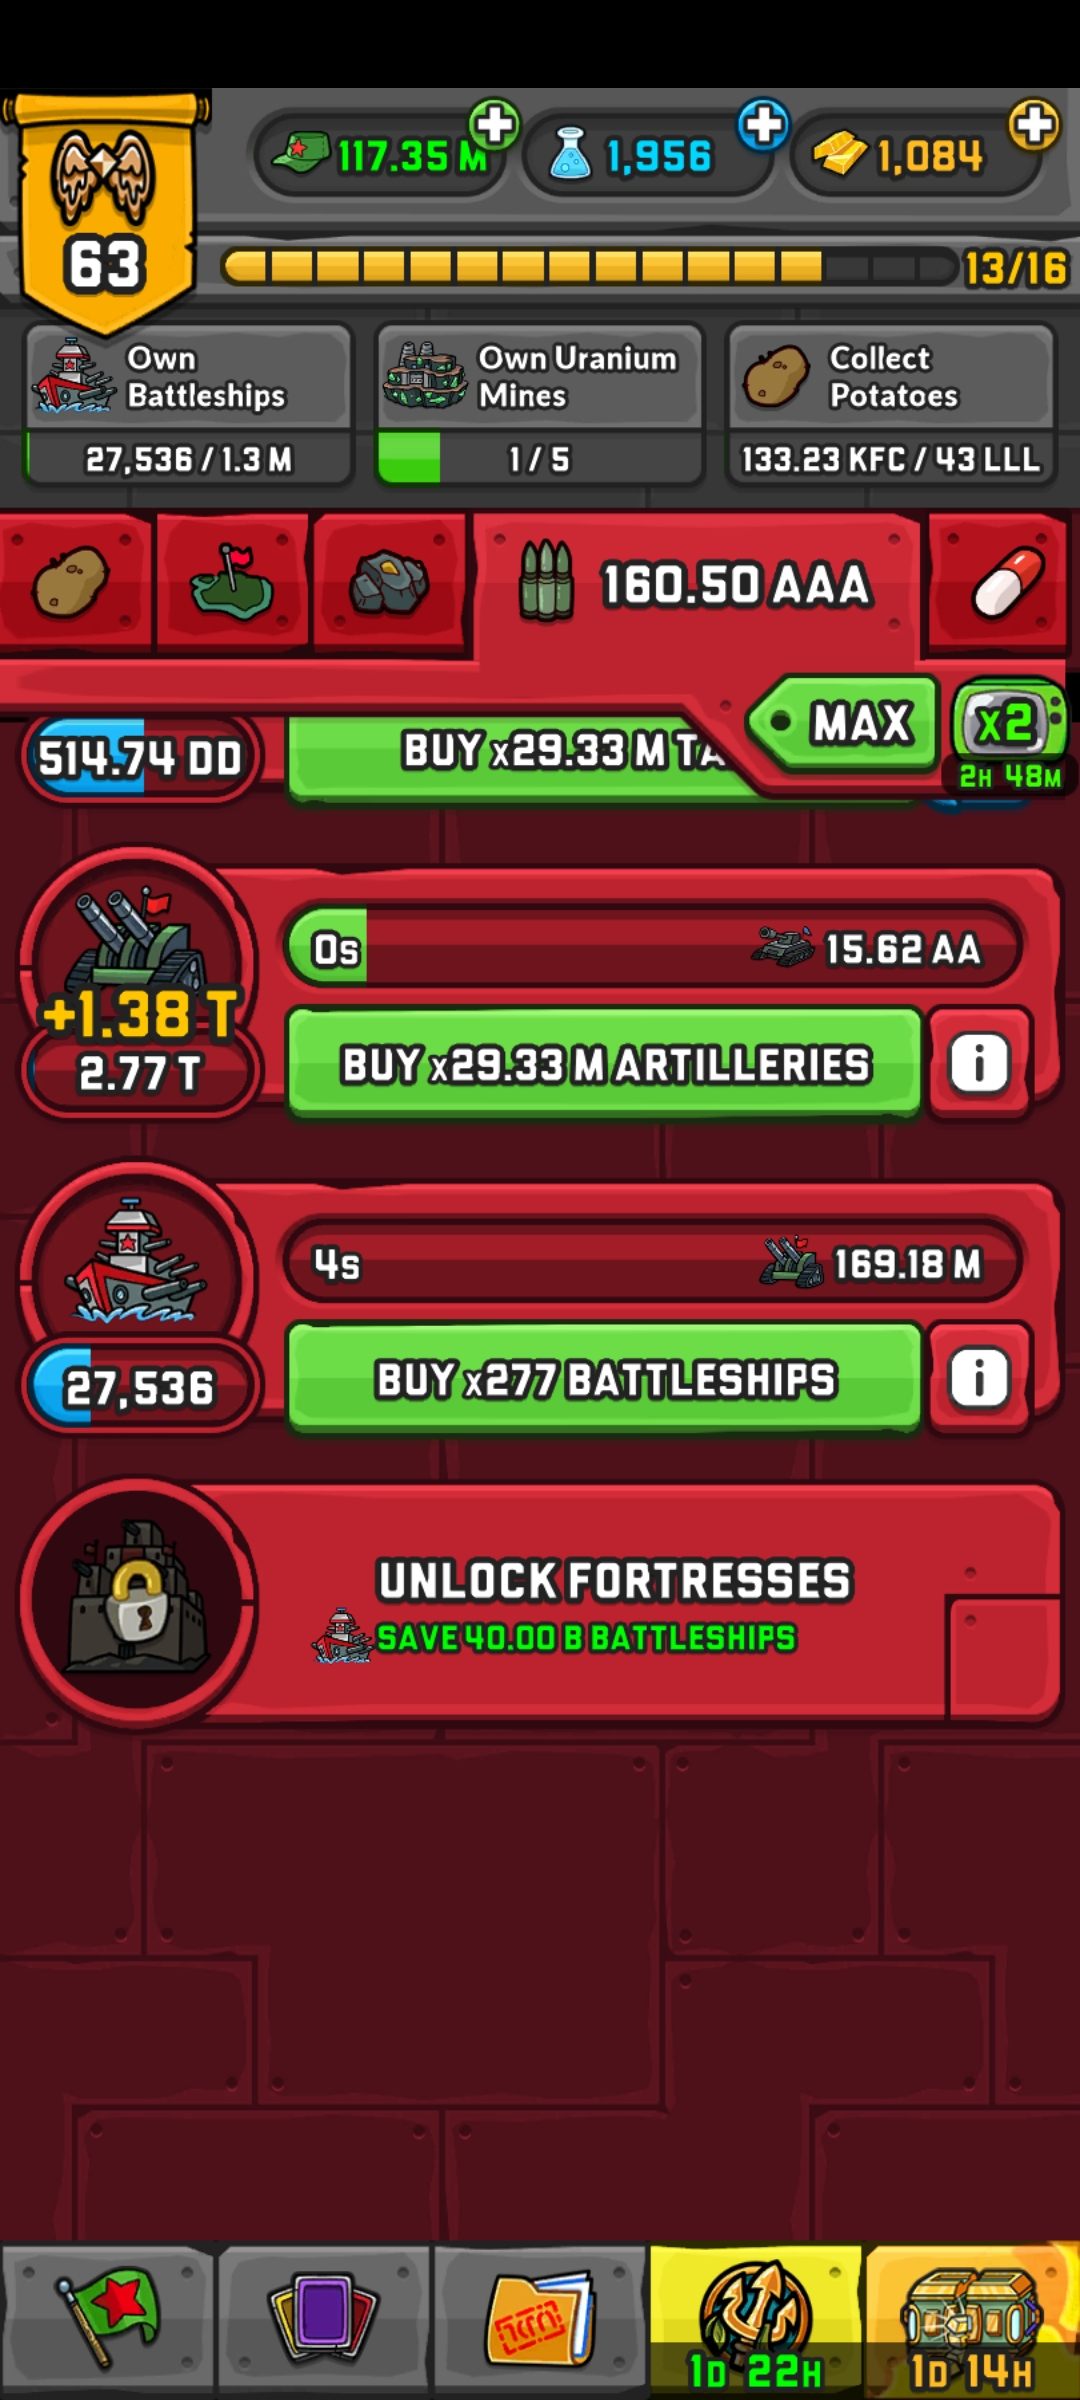 117.35 M
1,956
1,084
63
13/16
Own
Battleships
27,536 / 1.3 M
Own Uranium
Mines
1 / 5
Collect
Potatoes
133.23 KFC / 43 LLL
160.50 AAA
MAX
x2
2H 48M
514.74 DD
BUY x29.33 M TA
0s
15.62 AA
+1.38 T
2.77 T
BUY x29.33 M ARTILLERIES
i
4s
169.18 M
27,536
BUY x277 BATTLESHIPS
i
UNLOCK FORTRESSES
SAVE 40.00 B BATTLESHIPS
1D 22H
1D 14H